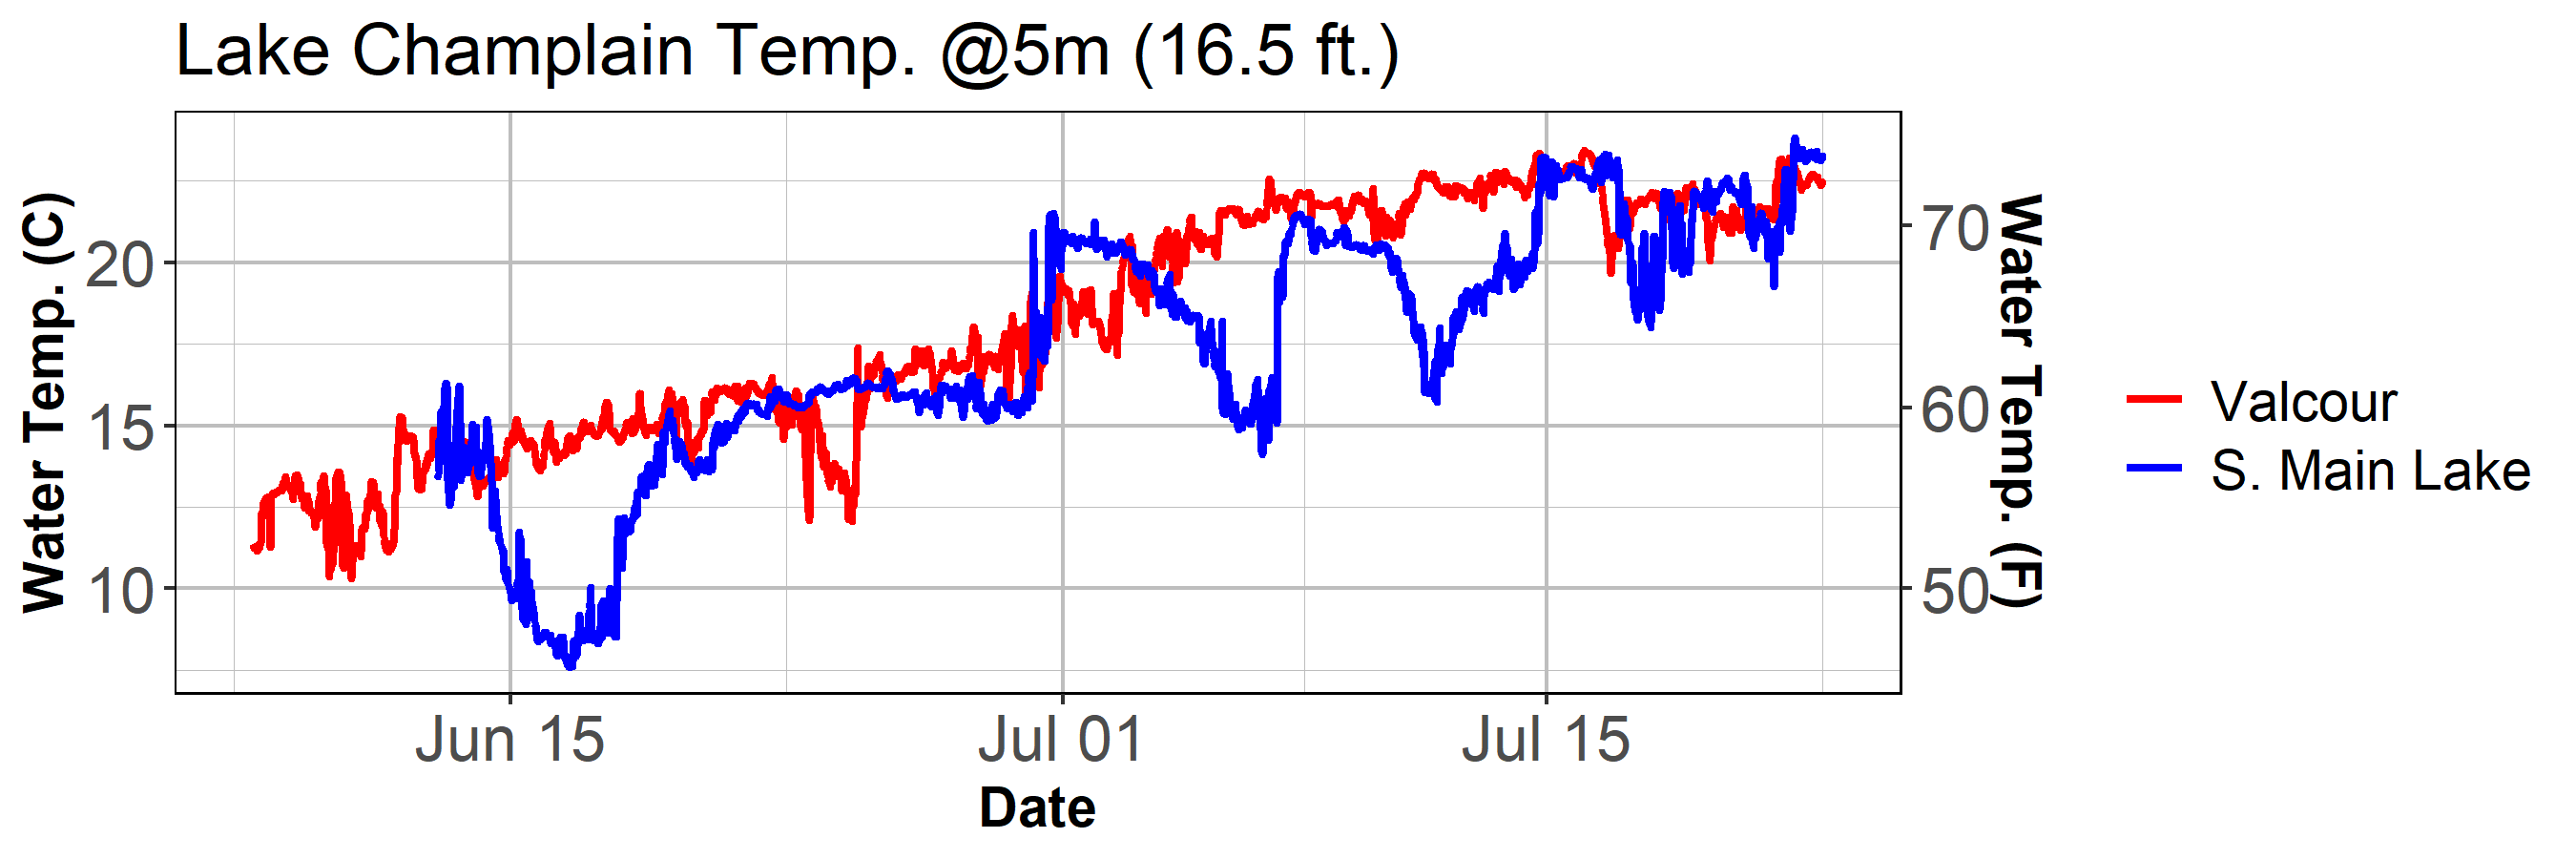 Lake Champlain Temp. @5m (16.5 ft.)
Water Temp. (C)
20
15
10
70
60
50
Water Temp. (F)
Jun 15
Jul 01
Jul 15
Date
Valcour
S. Main Lake